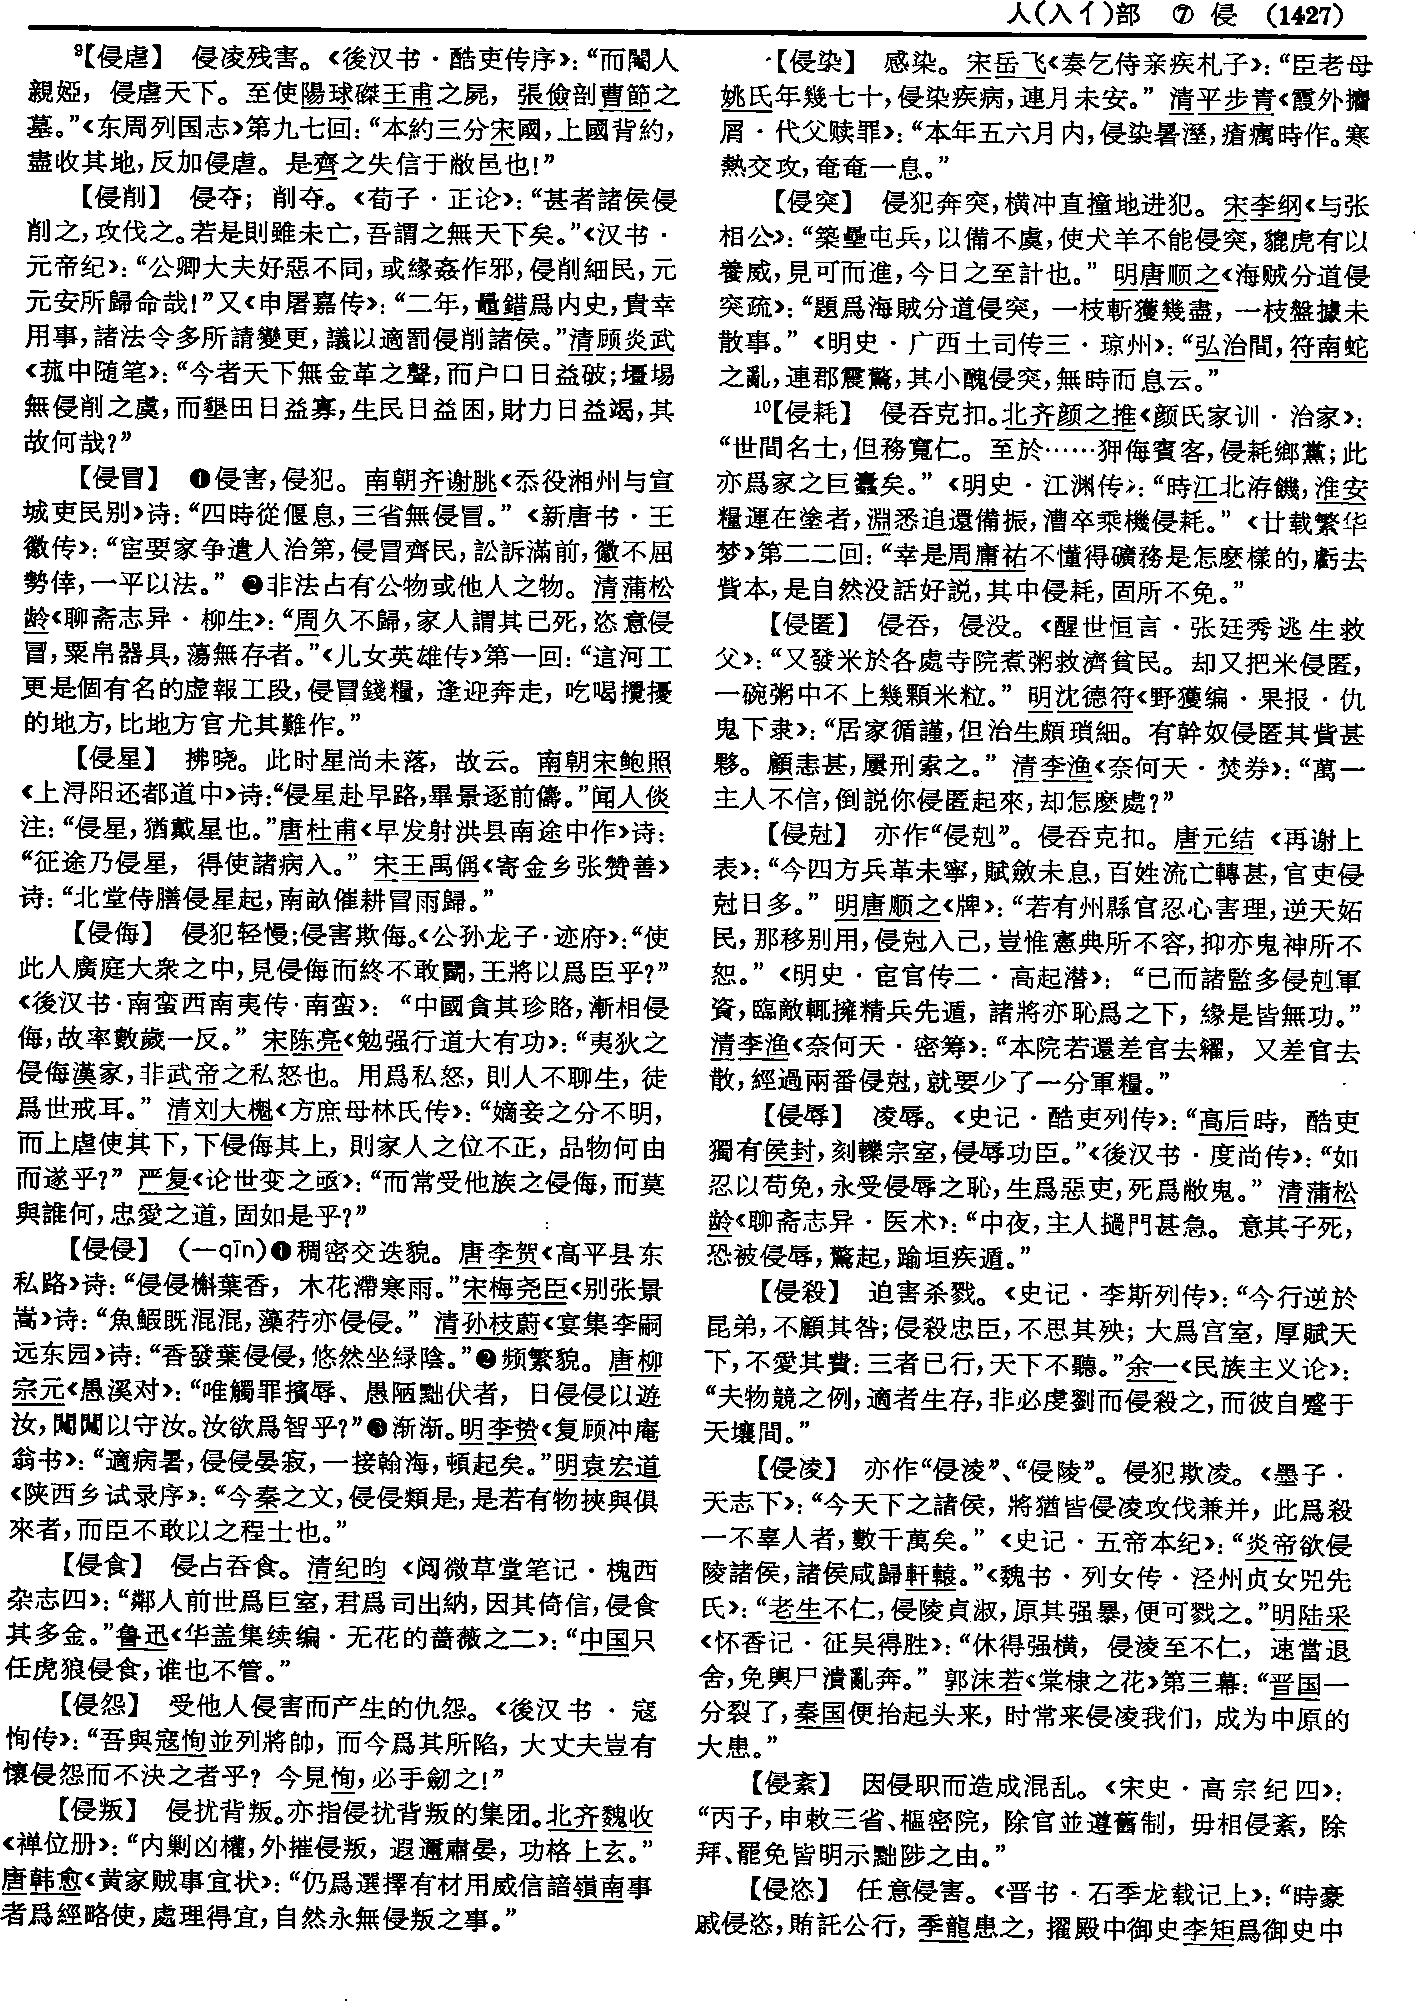 人(入亻)部 ⑦ 侵 (1427)
⁹【侵虐】 侵凌残害。《後汉书·酷吏传序》：“而閹人
親婭，侵虐天下。至使陽球磔王甫之屍，張儉剖曹節之
墓。”《东周列国志》第九七回：“本約三分宋國，上國背約，
盡收其地，反加侵虐。是齊之失信于敝邑也！”
【侵削】 侵夺；削夺。《荀子·正论》：“甚者諸侯侵
削之，攻伐之。若是則雖未亡，吾謂之無天下矣。”《汉书·
元帝纪》：“公卿大夫好惡不同，或緣姦作邪，侵削細民，元
元安所歸命哉！”又《申屠嘉传》：“二年，鼂錯爲内史，貴幸
用事，諸法令多所請變更，議以適罰侵削諸侯。”清顾炎武
《菰中随笔》：“今者天下無金革之聲，而户口日益破；壃埸
無侵削之虞，而墾田日益寡，生民日益困，財力日益竭，其
故何哉？”
【侵冒】 ❶侵害，侵犯。南朝齐谢朓《忝役湘州与宣
城吏民别》诗：“四時從偃息，三省無侵冒。”《新唐书·王
徽传》：“宦要家争遣人治第，侵冒齊民，訟訴滿前，徽不屈
勢倖，一平以法。” ❷非法占有公物或他人之物。清蒲松
龄《聊斋志异·柳生》：“周久不歸，家人謂其已死，恣意侵
冒，粟帛器具，蕩無存者。”《儿女英雄传》第一回：“這河工
更是個有名的虚報工段，侵冒錢糧，逢迎奔走，吃喝攪擾
的地方，比地方官尤其難作。”
【侵星】 拂晓。此时星尚未落，故云。南朝宋鲍照
《上浔阳还都道中》诗：“侵星赴早路，畢景逐前儔。”闻人倓
注：“侵星，猶戴星也。”唐杜甫《早发射洪县南途中作》诗：
“征途乃侵星，得使諸病入。” 宋王禹偁《寄金乡张赞善》
诗：“北堂侍膳侵星起，南畝催耕冒雨歸。”
【侵侮】 侵犯轻慢；侵害欺侮。《公孙龙子·迹府》：“使
此人廣庭大衆之中，見侵侮而終不敢鬭，王將以爲臣乎？”
《後汉书·南蛮西南夷传·南蛮》：“中國貪其珍賂，漸相侵
侮，故率數歲一反。” 宋陈亮《勉强行道大有功》：“夷狄之
侵侮漢家，非武帝之私怒也。用爲私怒，則人不聊生，徒
爲世戒耳。” 清刘大櫆《方庶母林氏传》：“嫡妾之分不明，
而上虐使其下，下侵侮其上，則家人之位不正，品物何由
而遂乎？” 严复《论世变之亟》：“而常受他族之侵侮，而莫
與誰何，忠愛之道，固如是乎？”
【侵侵】 (—qīn)❶稠密交迭貌。唐李贺《高平县东
私路》诗：“侵侵槲葉香，木花滯寒雨。”宋梅尧臣《别张景
嵩》诗：“魚鰕既混混，藻荇亦侵侵。” 清孙枝蔚《宴集李嗣
远东园》诗：“香發葉侵侵，悠然坐緑陰。”❷频繁貌。唐柳
宗元《愚溪对》：“唯觸罪擯辱、愚陋黜伏者，日侵侵以遊
汝，闖闖以守汝。汝欲爲智乎？”❸渐渐。明李贽《复顾冲庵
翁书》：“適病暑，侵侵晏寂，一接翰海，頓起矣。”明袁宏道
《陕西乡试录序》：“今秦之文，侵侵類是，是若有物挾與俱
來者，而臣不敢以之程士也。”
【侵食】 侵占吞食。清纪昀《阅微草堂笔记·槐西
杂志四》：“鄰人前世爲巨室，君爲司出納，因其倚信，侵食
其多金。”鲁迅《华盖集续编·无花的蔷薇之二》：“中国只
任虎狼侵食，谁也不管。”
【侵怨】 受他人侵害而产生的仇怨。《後汉书·寇
恂传》：“吾與寇恂並列將帥，而今爲其所陷，大丈夫豈有
懷侵怨而不決之者乎？今見恂，必手劒之！”
【侵叛】 侵扰背叛。亦指侵扰背叛的集团。北齐魏收
《禅位册》：“内剿凶權，外摧侵叛，遐邇肅晏，功格上玄。”
唐韩愈《黄家贼事宜状》：“仍爲選擇有材用威信諳嶺南事
者爲經略使，處理得宜，自然永無侵叛之事。”
【侵染】 感染。宋岳飞《奏乞侍亲疾札子》：“臣老母
姚氏年幾七十，侵染疾病，連月未安。” 清平步青《霞外攟
屑·代父赎罪》：“本年五六月内，侵染暑溼，瘡癘時作。寒
熱交攻，奄奄一息。”
【侵突】 侵犯奔突，横冲直撞地进犯。宋李纲《与张
相公》：“築壘屯兵，以備不虞，使犬羊不能侵突，貔虎有以
養威，見可而進，今日之至計也。” 明唐顺之《海贼分道侵
突疏》：“題爲海賊分道侵突，一枝斬獲幾盡，一枝盤據未
散事。” 《明史·广西土司传三·琼州》：“弘治間，符南蛇
之亂，連郡震驚，其小醜侵突，無時而息云。”
¹⁰【侵耗】 侵吞克扣。北齐颜之推《颜氏家训·治家》：
“世間名士，但務寬仁。至於……狎侮賓客，侵耗鄉黨；此
亦爲家之巨蠹矣。” 《明史·江渊传》：“時江北洊饑，淮安
糧運在塗者，淵悉追還備振，漕卒乘機侵耗。” 《廿载繁华
梦》第二二回：“幸是周庸祐不懂得礦務是怎麽樣的，虧去
貲本，是自然没話好説，其中侵耗，固所不免。”
【侵匿】 侵吞，侵没。《醒世恒言·张廷秀逃生救
父》：“又發米於各處寺院煮粥救濟貧民。却又把米侵匿，
一碗粥中不上幾顆米粒。” 明沈德符《野獲编·果报·仇
鬼下隶》：“居家循謹，但治生頗瑣細。有幹奴侵匿其貲甚
夥。顧恚甚，屢刑索之。” 清李渔《奈何天·焚券》：“萬一
主人不信，倒説你侵匿起來，却怎麽處？”
【侵尅】 亦作“侵剋”。侵吞克扣。唐元结《再谢上
表》：“今四方兵革未寧，賦斂未息，百姓流亡轉甚，官吏侵
尅日多。” 明唐顺之《牌》：“若有州縣官忍心害理，逆天妬
民，那移别用，侵尅入己，豈惟憲典所不容，抑亦鬼神所不
恕。” 《明史·宦官传二·高起潜》：“已而諸監多侵剋軍
資，臨敵輒擁精兵先遁，諸將亦恥爲之下，緣是皆無功。”
清李渔《奈何天·密筹》：“本院若還差官去糴，又差官去
散，經過兩番侵尅，就要少了一分軍糧。”
【侵辱】 凌辱。《史记·酷吏列传》：“高后時，酷吏
獨有侯封，刻轢宗室，侵辱功臣。”《後汉书·度尚传》：“如
忍以苟免，永受侵辱之恥，生爲惡吏，死爲敝鬼。” 清蒲松
龄《聊斋志异·医术》：“中夜，主人撾門甚急。意其子死，
恐被侵辱，驚起，踰垣疾遁。”
【侵殺】 迫害杀戮。《史记·李斯列传》：“今行逆於
昆弟，不顧其咎；侵殺忠臣，不思其殃；大爲宫室，厚賦天
下，不愛其費：三者已行，天下不聽。”余一《民族主义论》：
“夫物競之例，適者生存，非必虔劉而侵殺之，而彼自蹙于
天壤間。”
【侵凌】 亦作“侵淩”、“侵陵”。侵犯欺凌。《墨子·
天志下》：“今天下之諸侯，將猶皆侵凌攻伐兼并，此爲殺
一不辜人者，數千萬矣。” 《史记·五帝本纪》：“炎帝欲侵
陵諸侯，諸侯咸歸軒轅。”《魏书·列女传·泾州贞女兕先
氏》：“老生不仁，侵陵貞淑，原其强暴，便可戮之。”明陆采
《怀香记·征吴得胜》：“休得强横，侵淩至不仁，速當退
舍，免輿尸潰亂奔。” 郭沫若《棠棣之花》第三幕：“晋国一
分裂了，秦国便抬起头来，时常来侵凌我们，成为中原的
大患。”
【侵紊】 因侵职而造成混乱。《宋史·高宗纪四》：
“丙子，申敕三省、樞密院，除官並遵舊制，毋相侵紊，除
拜、罷免皆明示黜陟之由。”
【侵恣】 任意侵害。《晋书·石季龙载记上》：“時豪
戚侵恣，賄託公行，季龍患之，擢殿中御史李矩爲御史中